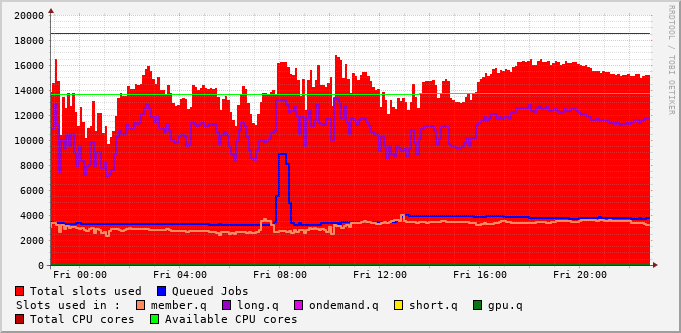 20000
18000
16000
14000
12000
10000
8000
6000
4000
2000
0
Fri 00:00 Fri 04:00 Fri 08:00 Fri 12:00 Fri 16:00 Fri 20:00
Total slots used Queued Jobs
Slots used in : member.q long.q ondemand.q short.q gpu.q
Total CPU cores Available CPU cores
RRDTOOL / TOBI OETIKER